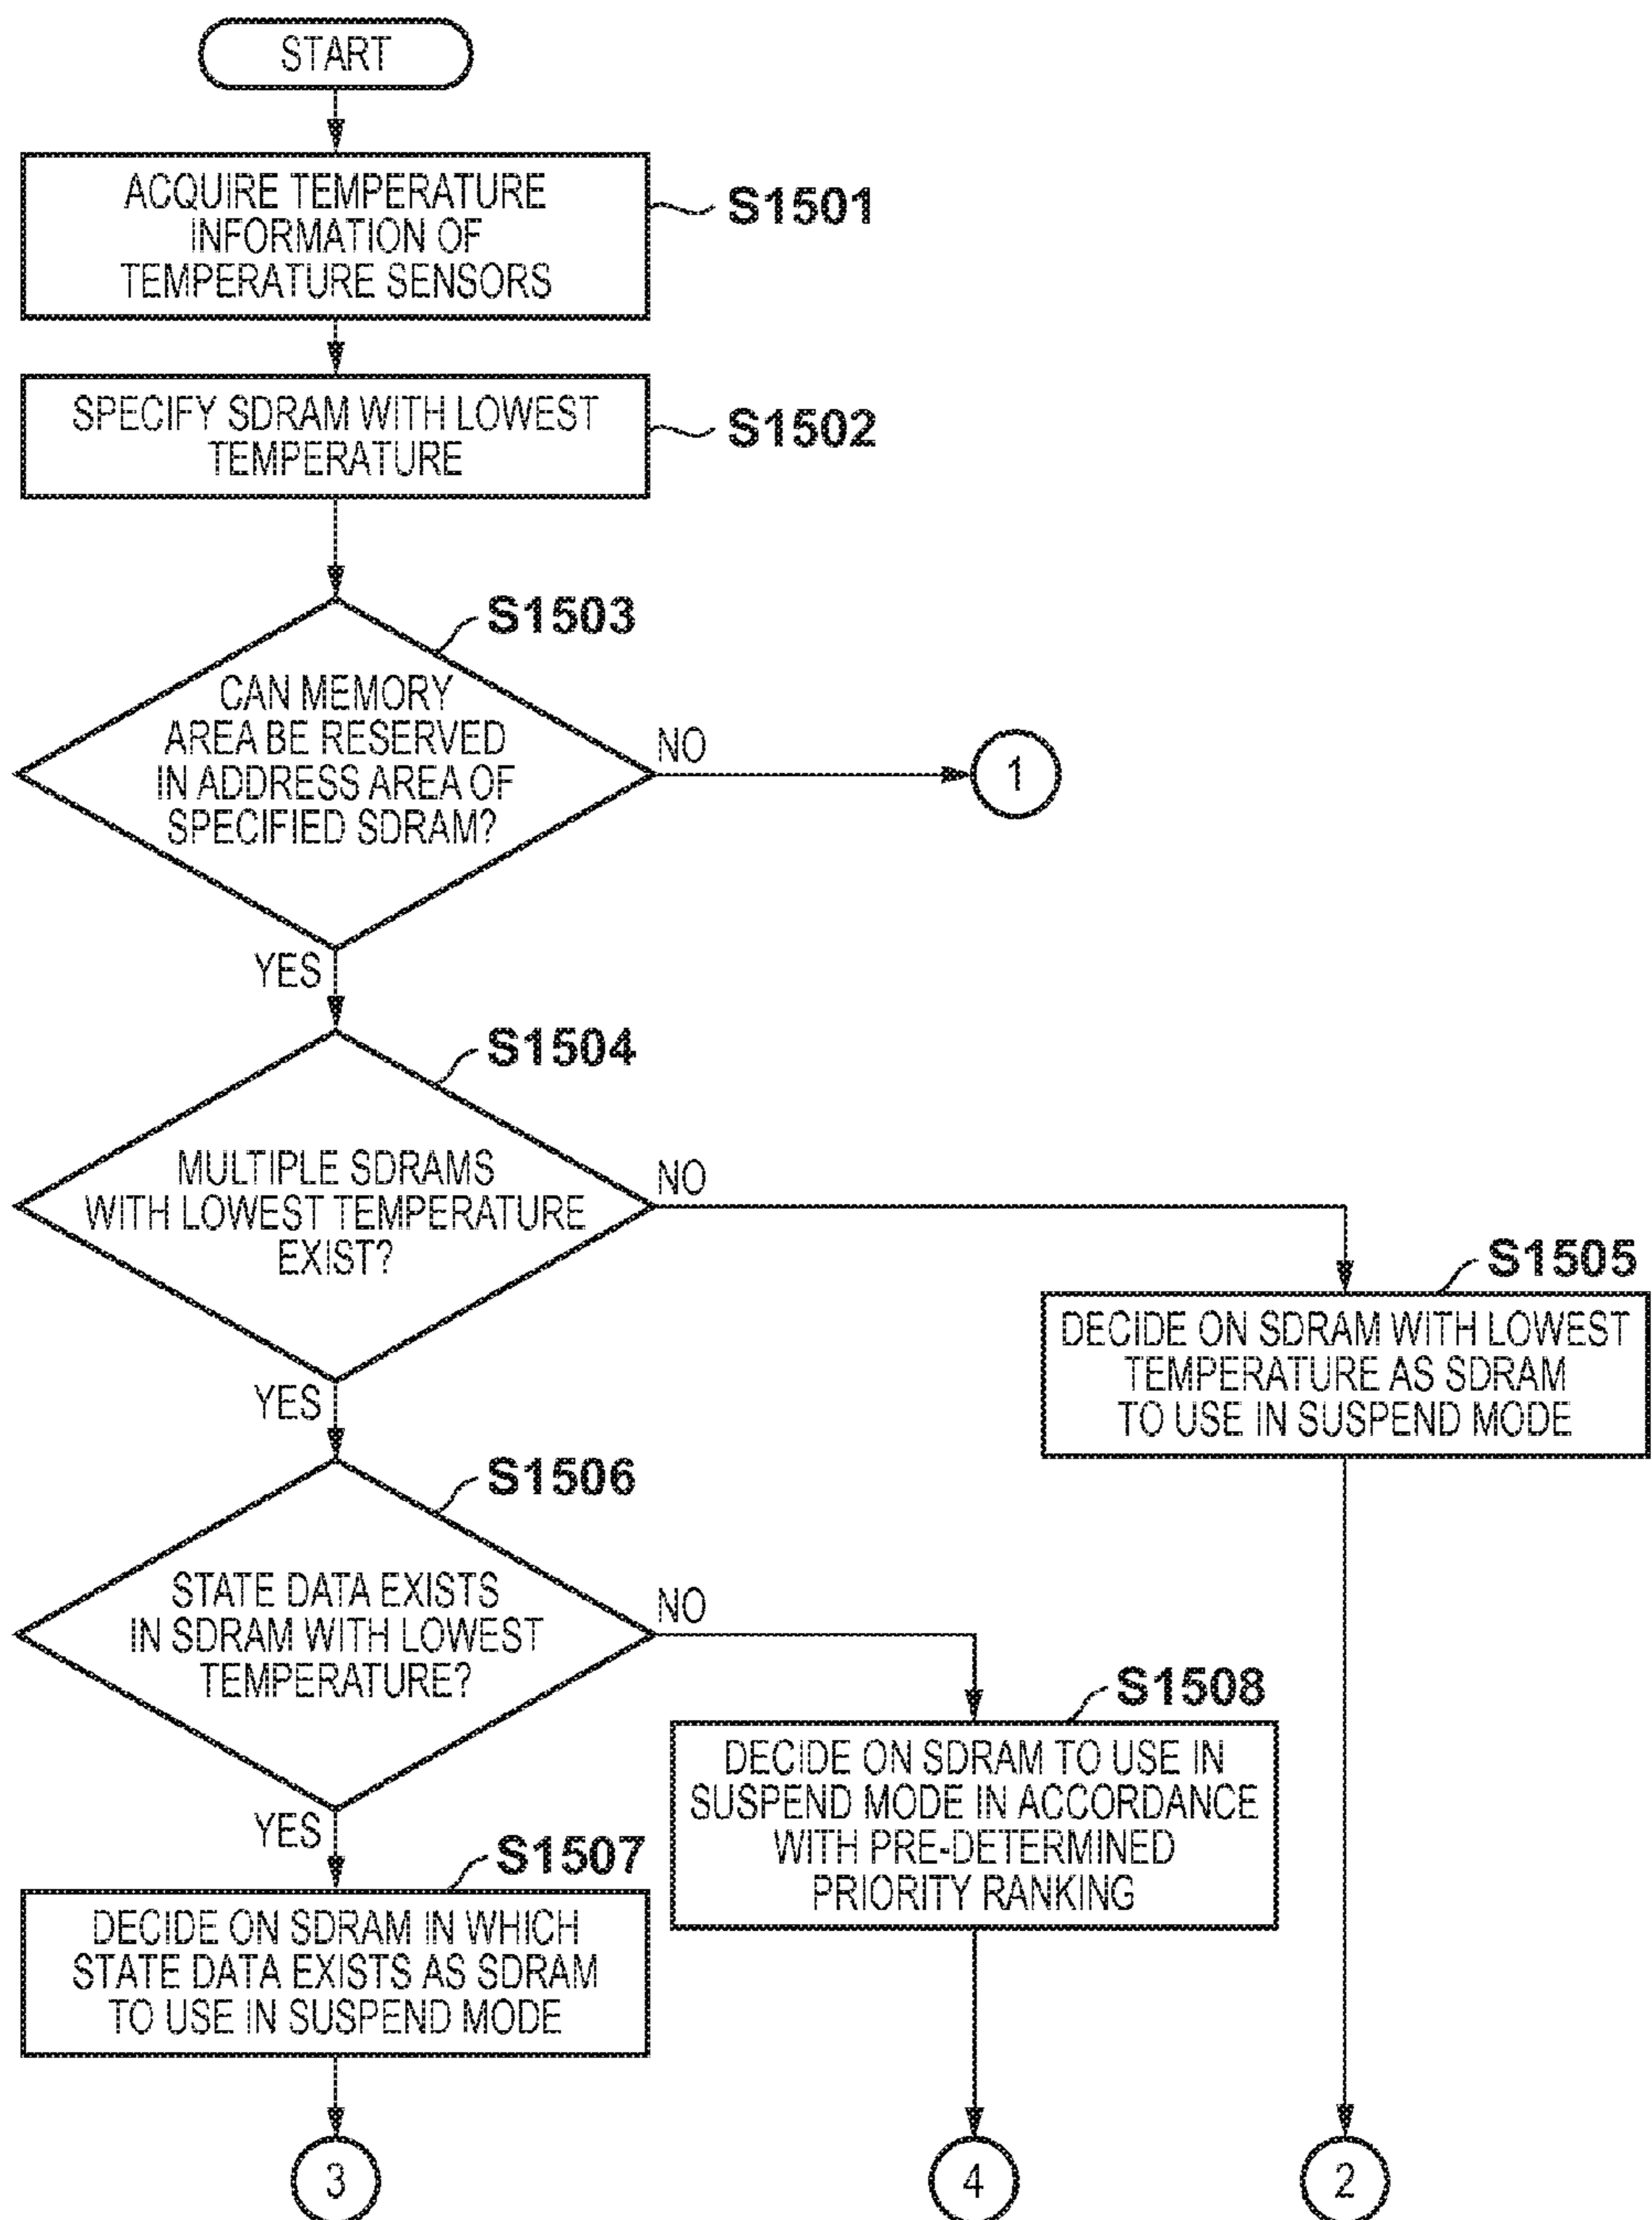 START
ACQUIRE TEMPERATURE
INFORMATION OF
TEMPERATURE SENSORS
S1501
SPECIFY SDRAM WITH LOWEST
TEMPERATURE
S1502
S1503
CAN MEMORY
AREA BE RESERVED
IN ADDRESS AREA OF
SPECIFIED SDRAM?
NO
1
YES
S1504
MULTIPLE SDRAMS
WITH LOWEST TEMPERATURE
EXIST?
NO
YES
S1505
DECIDE ON SDRAM WITH LOWEST
TEMPERATURE AS SDRAM
TO USE IN SUSPEND MODE
S1506
STATE DATA EXISTS
IN SDRAM WITH LOWEST
TEMPERATURE?
NO
YES
S1508
DECIDE ON SDRAM TO USE IN
SUSPEND MODE IN ACCORDANCE
WITH PRE-DETERMINED
PRIORITY RANKING
S1507
DECIDE ON SDRAM IN WHICH
STATE DATA EXISTS AS SDRAM
TO USE IN SUSPEND MODE
3
4
2